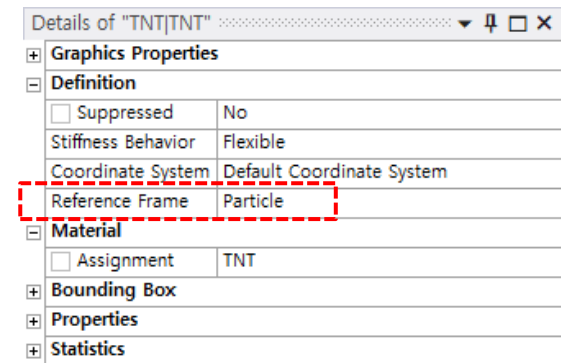 Details of "TNT|TNT"
Graphics Properties
Definition
Suppressed No
Stiffness Behavior Flexible
Coordinate System Default Coordinate System
Reference Frame Particle
Material
Assignment TNT
Bounding Box
Properties
Statistics